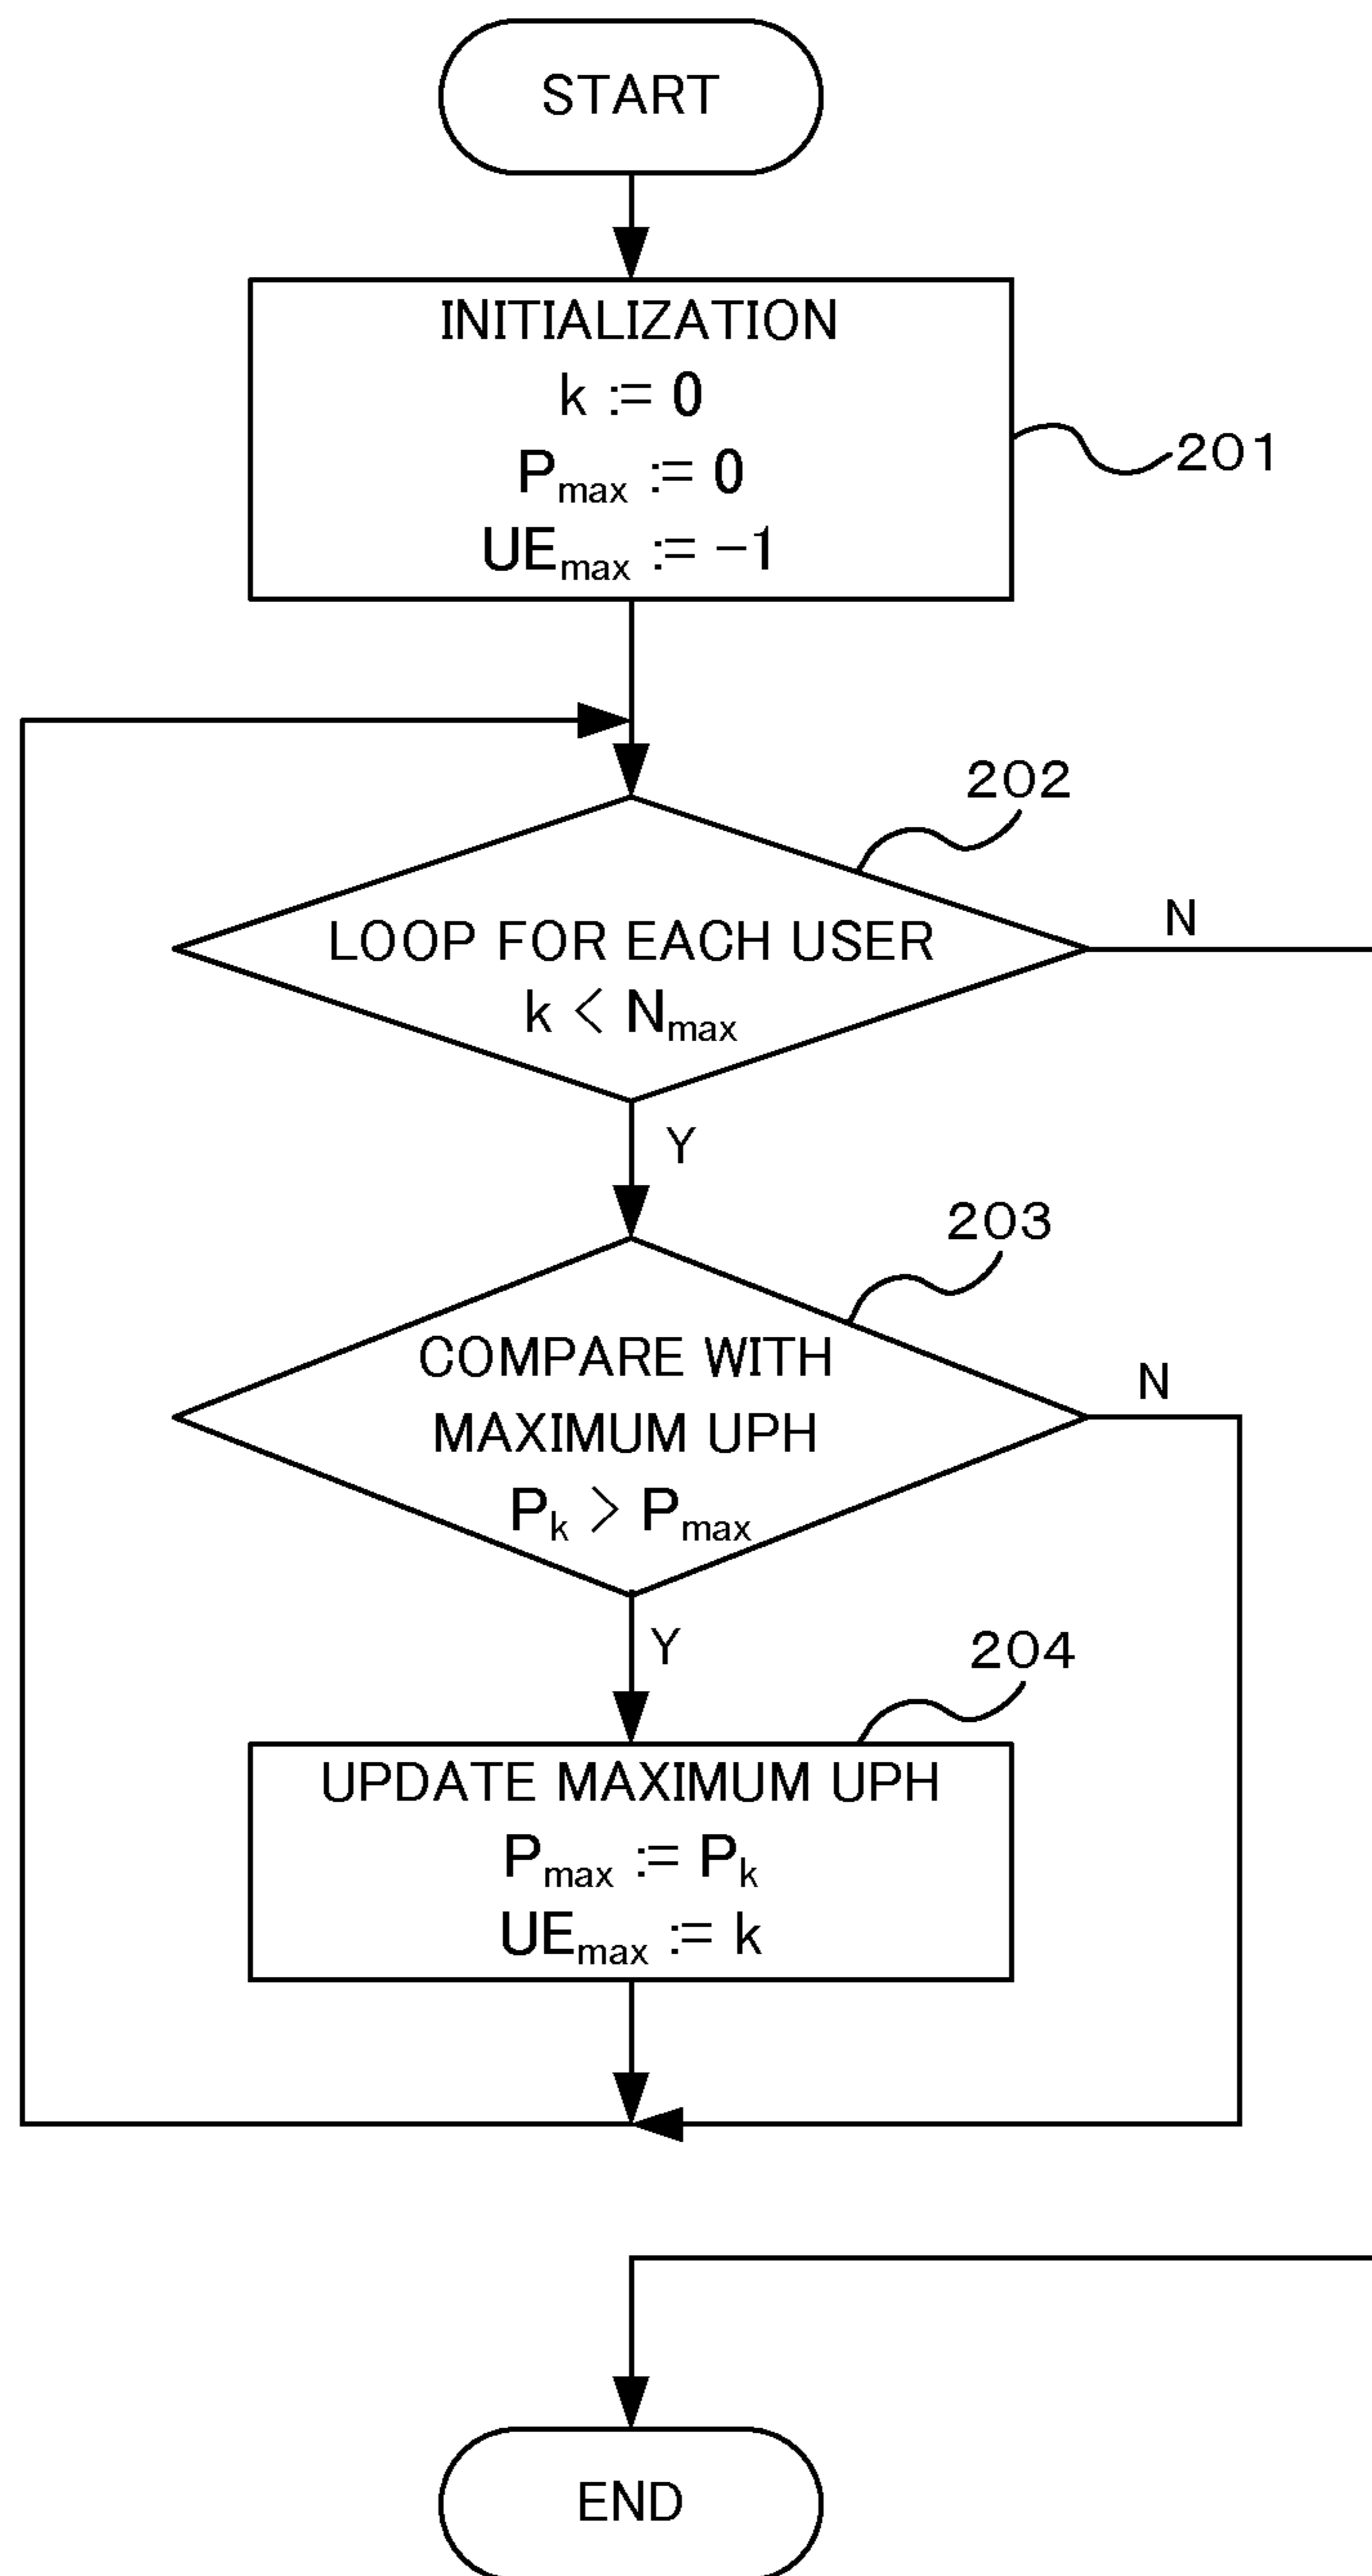 START
INITIALIZATION
k := 0
Pmax := 0
UEmax := −1
201
202
LOOP FOR EACH USER
k < Nmax
N
Y
203
COMPARE WITH
MAXIMUM UPH
Pk > Pmax
N
Y
204
UPDATE MAXIMUM UPH
Pmax := Pk
UEmax := k
END